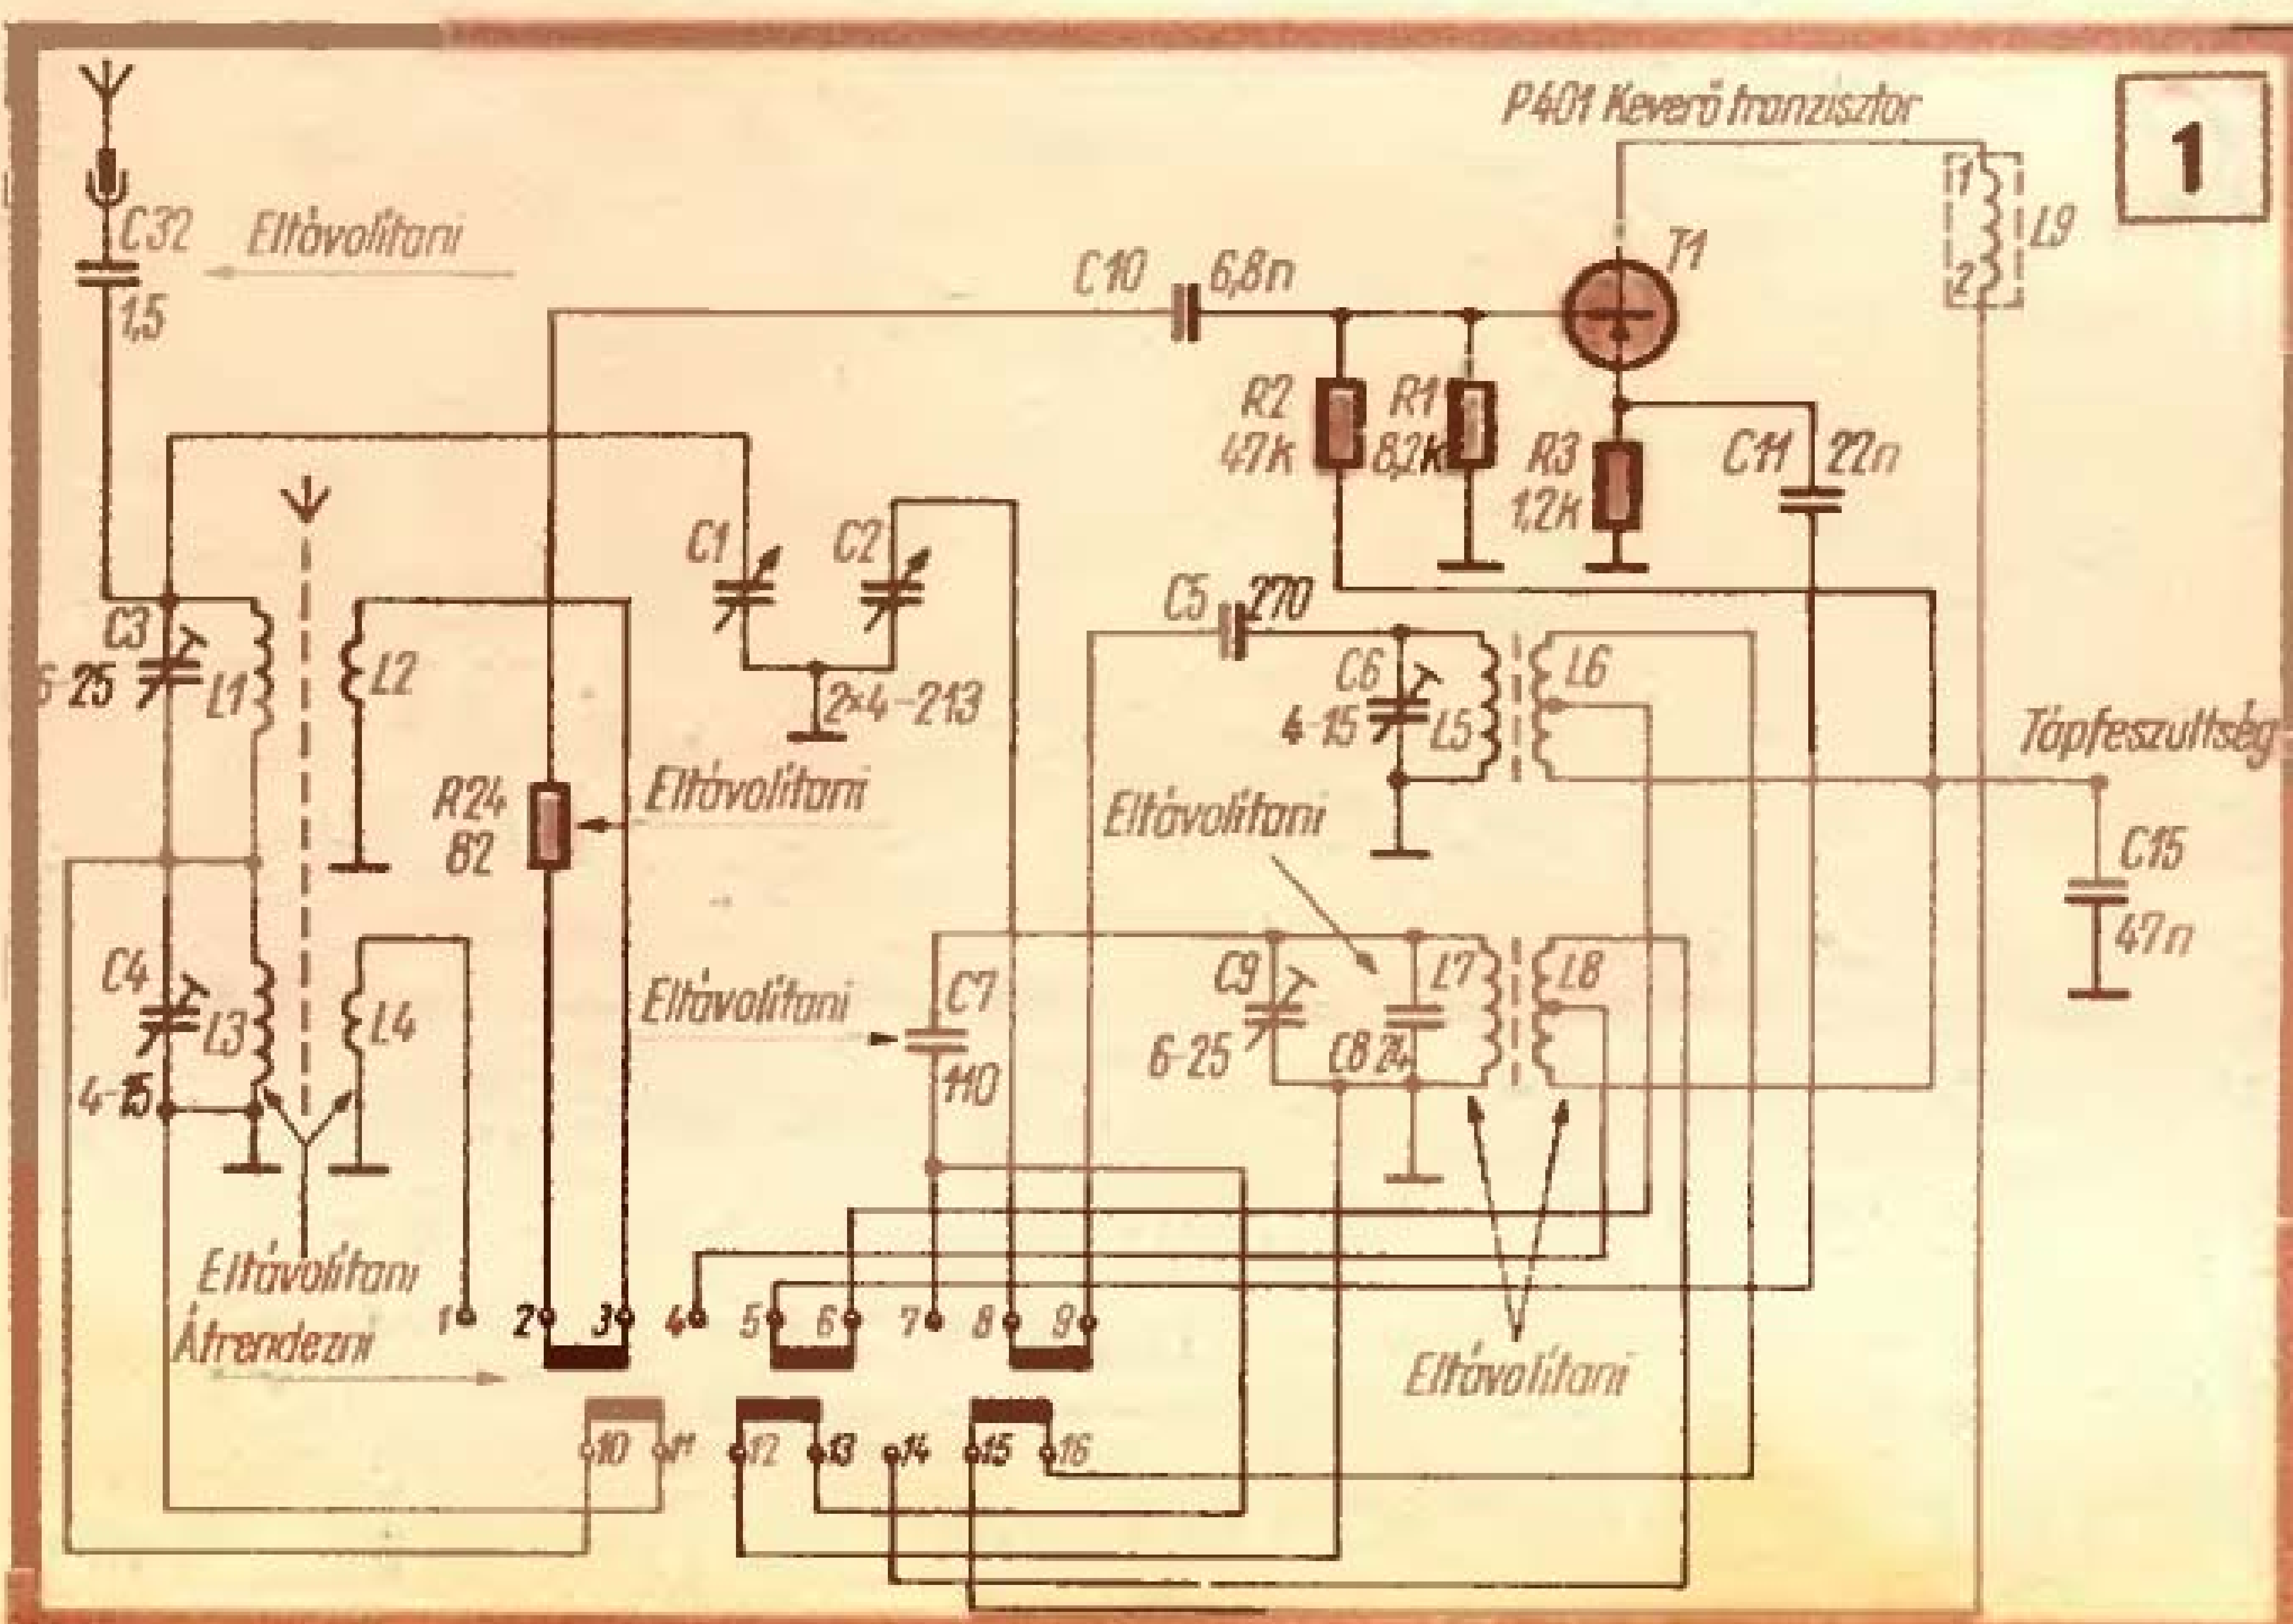 P401 Keverő tranzisztor
1
1
L9
2
C32
Eltávolítani
1,5
C10
6,8n
T1
R2
47k
R1
8,2k
R3
1,2k
C11
22n
C1
C2
2×4-213
C5
270
C3
6-25
L1
L2
C6
4-15
L5
L6
Tápfeszultség
R24
82
Eltávolítani
Eltávolítani
C15
47n
C4
4-15
L3
L4
Eltávolítani
C7
110
C9
6-25
C8 24
L7
L8
Eltávolítani
Átrendezni
Eltávolítani
1 2 3 4 5 6 7 8 9
10 11 12 13 14 15 16